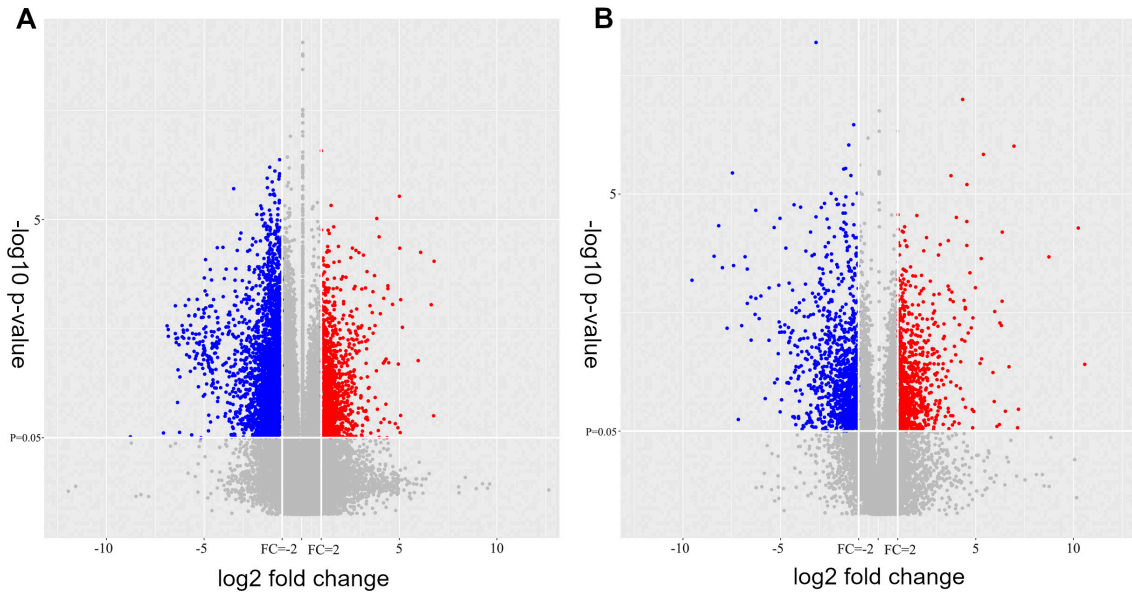 A
B
-log10 p-value
5
P=0.05
-10
-5
FC=-2
FC=2
5
10
log2 fold change
-log10 p-value
5
P=0.05
-10
-5
FC=-2
FC=2
5
10
log2 fold change